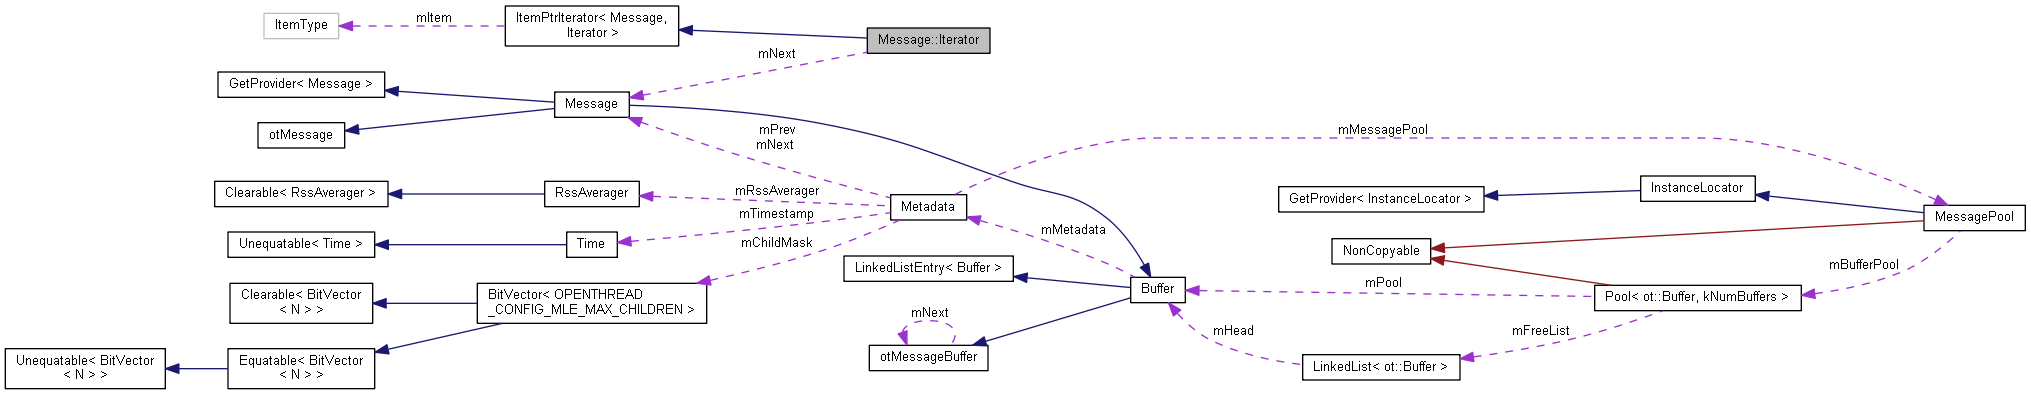 ItemType
mItem
ItemPtrIterator< Message,
Iterator >
Message::Iterator
mNext
GetProvider< Message >
Message
otMessage
mPrev
mNext
mMessagePool
Clearable< RssAverager >
RssAverager
mRssAverager
Metadata
GetProvider< InstanceLocator >
InstanceLocator
MessagePool
mTimestamp
Unequatable< Time >
Time
mChildMask
mMetadata
NonCopyable
LinkedListEntry< Buffer >
mBufferPool
Clearable< BitVector
< N > >
BitVector< OPENTHREAD
_CONFIG_MLE_MAX_CHILDREN >
Buffer
mPool
Pool< ot::Buffer, kNumBuffers >
mNext
mHead
mFreeList
Unequatable< BitVector
< N > >
Equatable< BitVector
< N > >
otMessageBuffer
LinkedList< ot::Buffer >